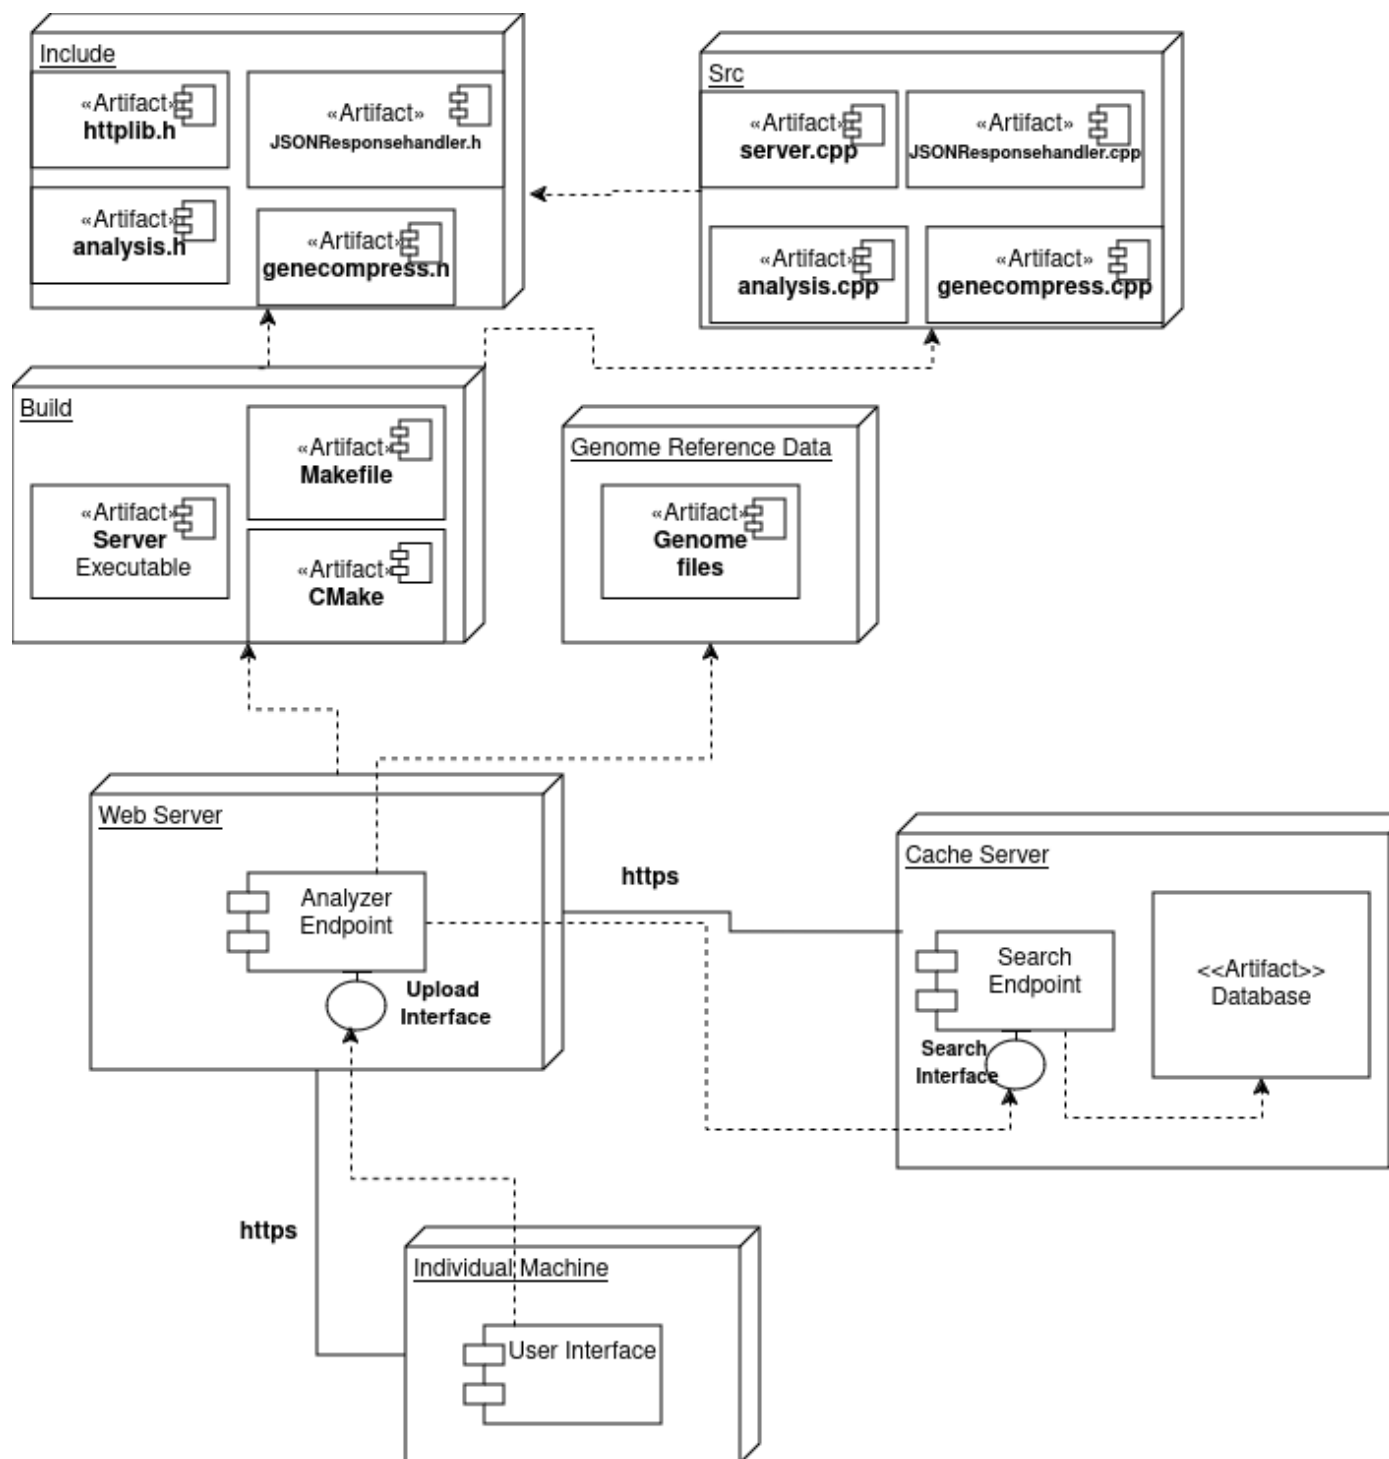 Include
«Artifact»
httplib.h
«Artifact»
JSONResponsehandler.h
«Artifact»
analysis.h
«Artifact»
genecompress.h
Src
«Artifact»
server.cpp
«Artifact»
JSONResponsehandler.cpp
«Artifact»
analysis.cpp
«Artifact»
genecompress.cpp
Build
«Artifact»
Makefile
«Artifact»
Server
Executable
«Artifact»
CMake
Genome Reference Data
«Artifact»
Genome
files
Web Server
Analyzer
Endpoint
Upload
Interface
https
Cache Server
Search
Endpoint
Search
Interface
<<Artifact>>
Database
https
Individual Machine
User Interface